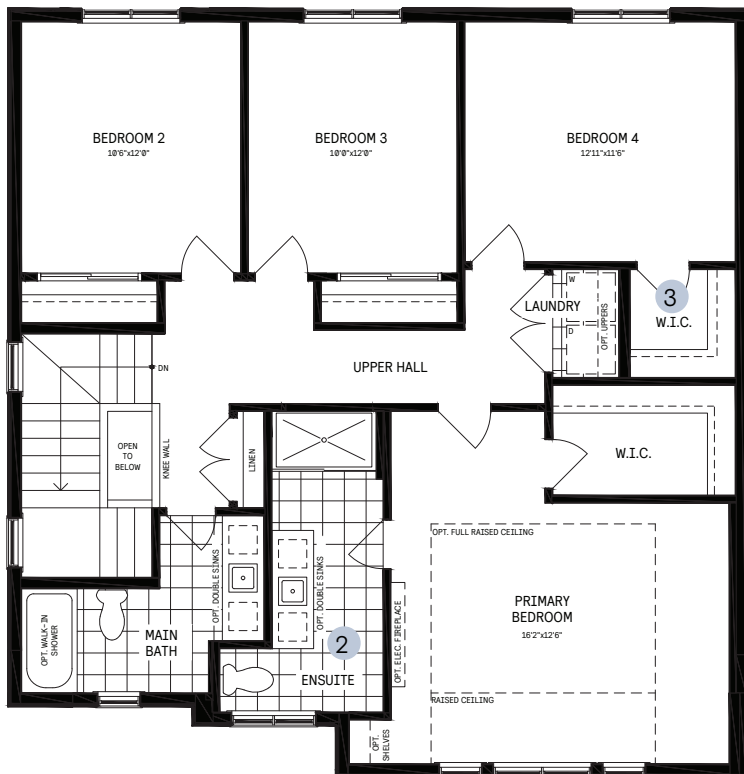 BEDROOM 2
10'6"x12'0"
BEDROOM 3
10'0"x12'0"
BEDROOM 4
12'11"x11'6"
W
LAUNDRY
D
OPT. UPPERS
3
W.I.C.
DN
UPPER HALL
OPEN
TO
BELOW
KNEE WALL
LINEN
W.I.C.
OPT. FULL RAISED CEILING
OPT. DOUBLE SINKS
OPT. DOUBLE SINKS
OPT. ELEC. FIREPLACE
PRIMARY
BEDROOM
16'2"x12'6"
OPT. WALK-IN
SHOWER
MAIN
BATH
2
ENSUITE
RAISED CEILING
OPT.
SHELVES